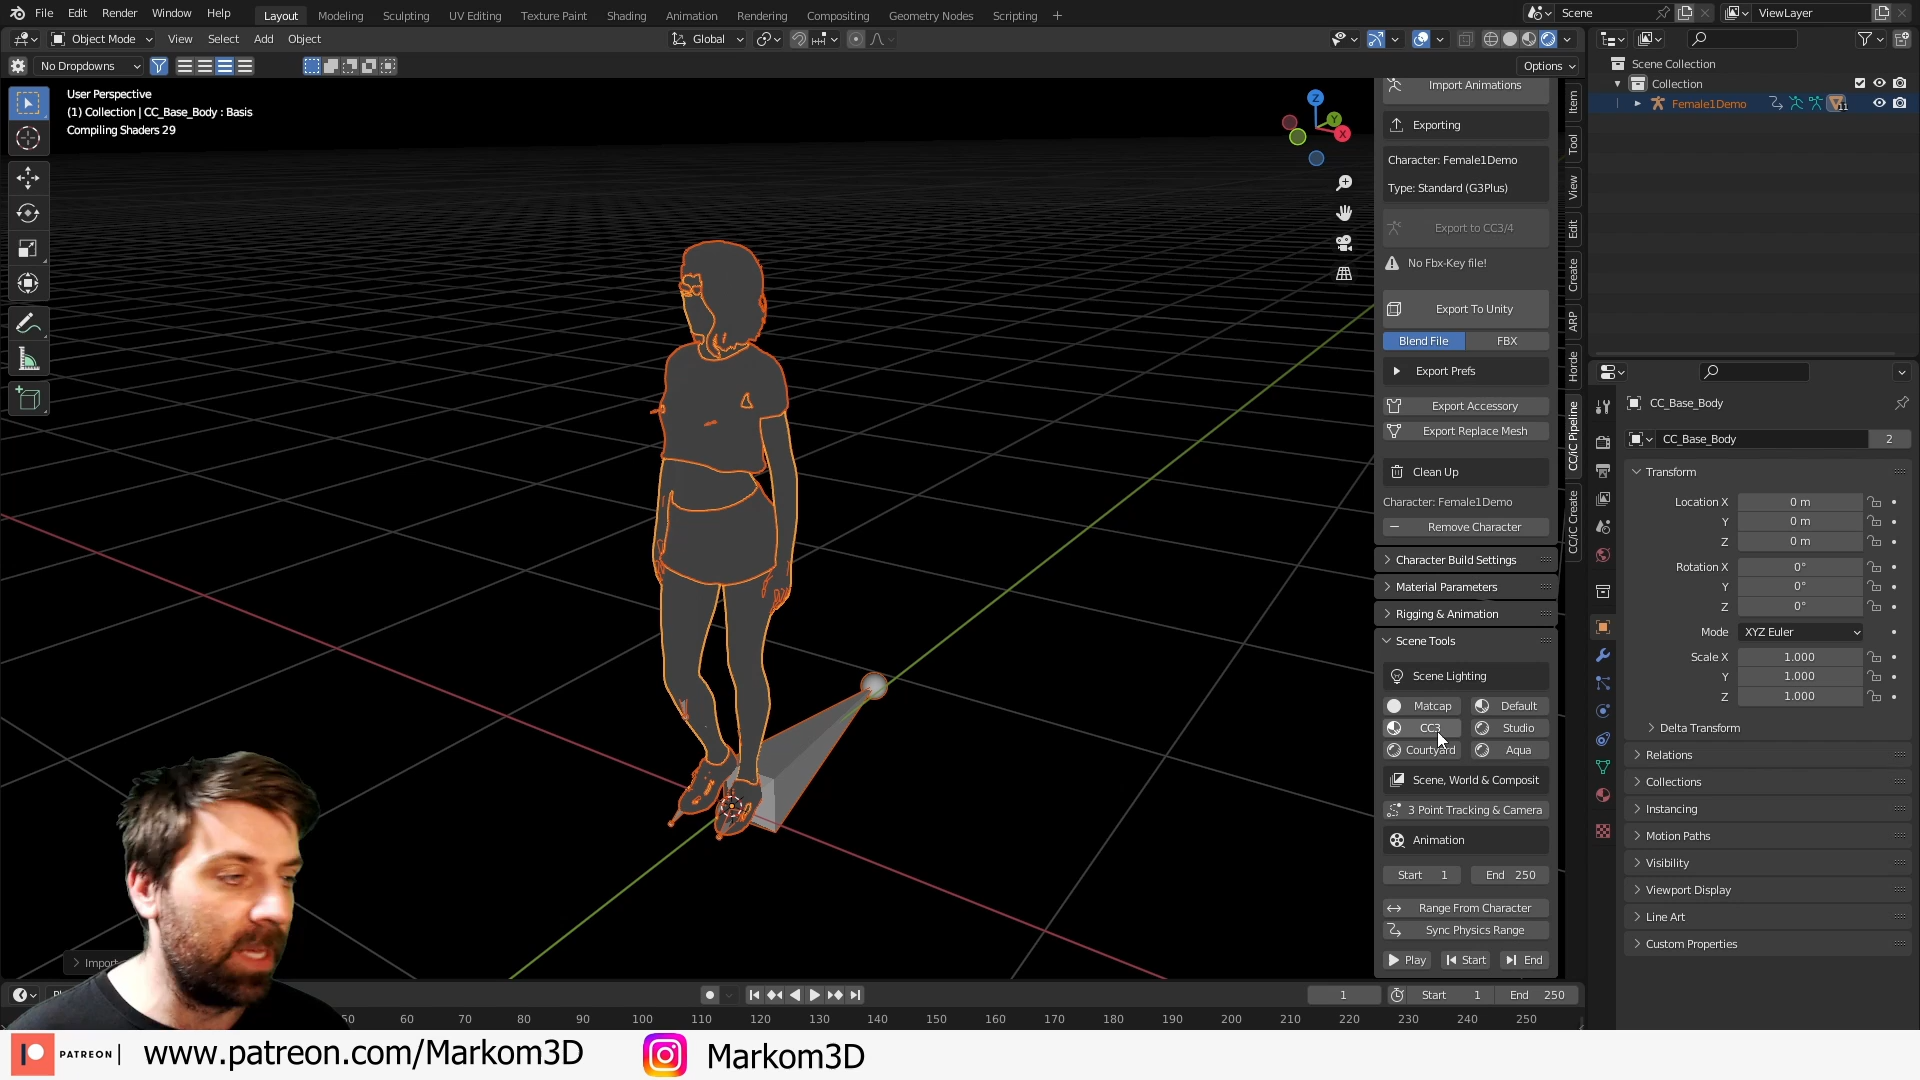 File Edit Render Window Help Layout Modeling Sculpting UV Editing Texture Paint Shading Animation Rendering Compositing Geometry Nodes Scripting + Scene ViewLayer
Object Mode View Select Add Object Global
No Dropdowns Options
User Perspective
(1) Collection | CC_Base_Body : Basis
Compiling Shaders 29
Z
Y
X
Import Animations
Exporting
Character: Female1Demo
Type: Standard (G3Plus)
Export to CC3/4
No Fbx-Key file!
Export To Unity
Blend File FBX
Export Prefs
Export Accessory
Export Replace Mesh
Clean Up
Character: Female1Demo
Remove Character
Character Build Settings
Material Parameters
Rigging & Animation
Scene Tools
Scene Lighting
Matcap Default
CC3 Studio
Courtyard Aqua
Scene, World & Composit
3 Point Tracking & Camera
Animation
Start 1 End 250
Range From Character
Sync Physics Range
Play Start End
Item
Tool
View
Edit
Create
ARP
Horde
CC/iC Pipeline
CC/iC Create
Scene Collection
Collection
Female1Demo 11
CC_Base_Body
CC_Base_Body 2
Transform
Location X 0 m
Y 0 m
Z 0 m
Rotation X 0°
Y 0°
Z 0°
Mode XYZ Euler
Scale X 1.000
Y 1.000
Z 1.000
Delta Transform
Relations
Collections
Instancing
Motion Paths
Visibility
Viewport Display
Line Art
Custom Properties
1 Start 1 End 250
50 60 70 80 90 100 110 120 130 140 150 160 170 180 190 200 210 220 230 240 250
PATREON | www.patreon.com/Markom3D Markom3D